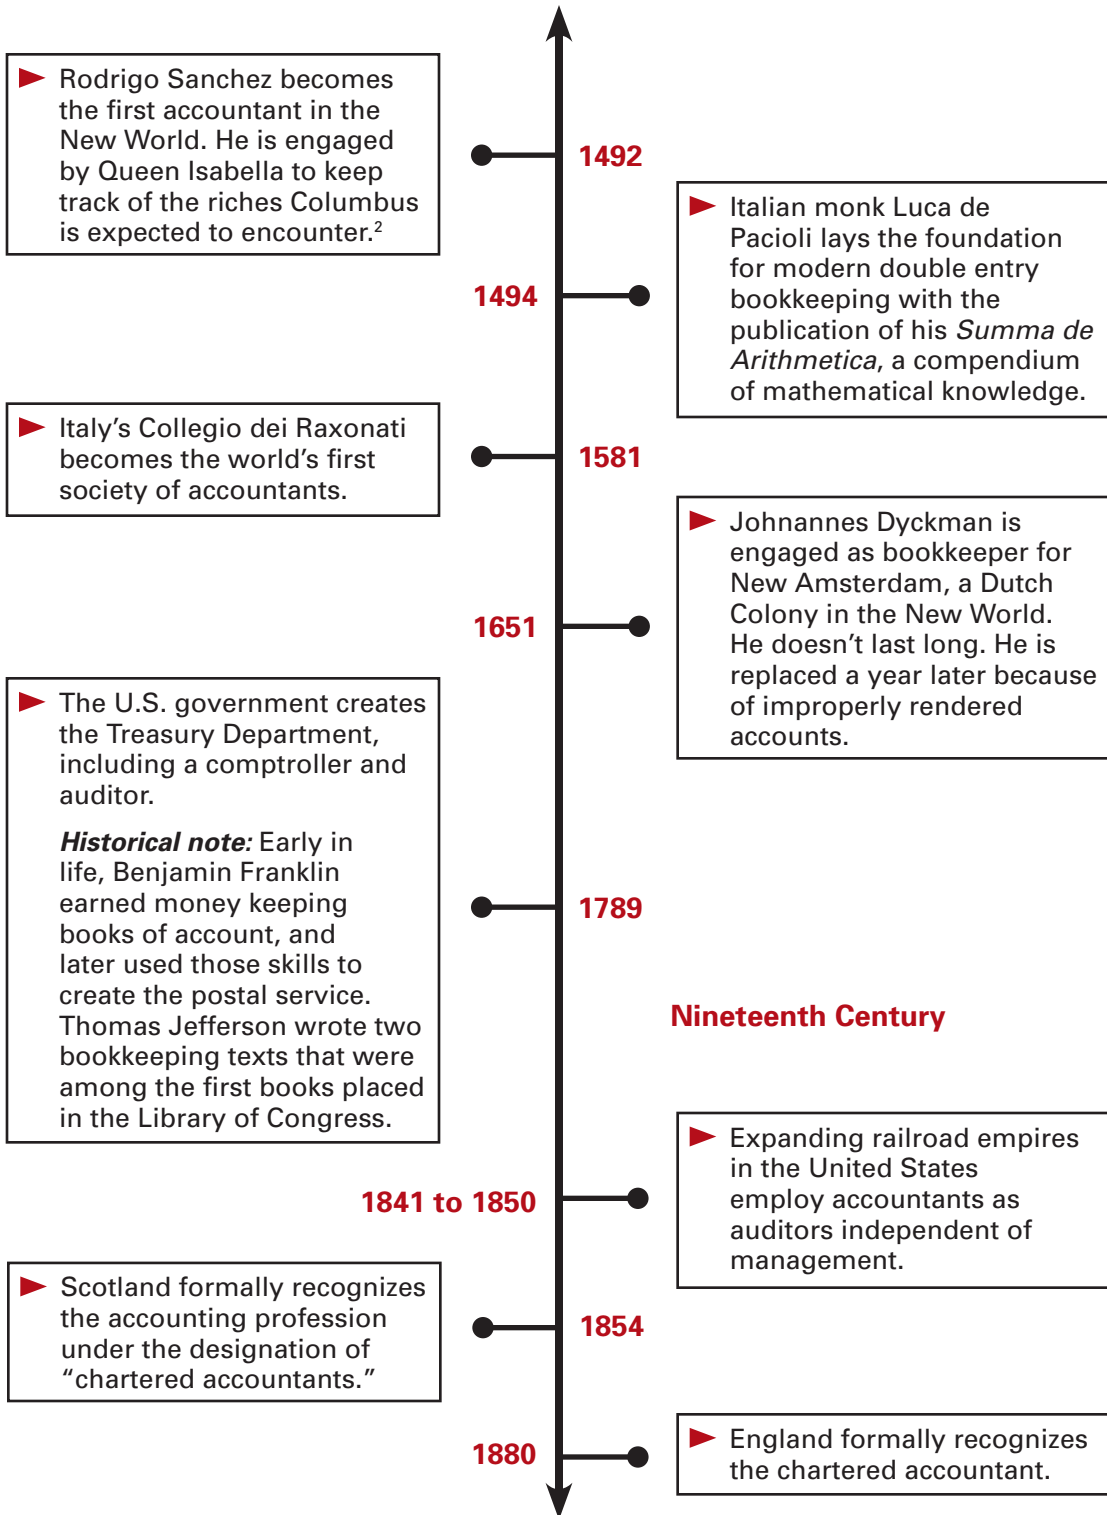 Rodrigo Sanchez becomes
the first accountant in the
New World. He is engaged
by Queen Isabella to keep
track of the riches Columbus
is expected to encounter.²
1492
Italian monk Luca de
Pacioli lays the foundation
for modern double entry
bookkeeping with the
publication of his Summa de
Arithmetica, a compendium
of mathematical knowledge.
1494
Italy’s Collegio dei Raxonati
becomes the world’s first
society of accountants.
1581
Johnannes Dyckman is
engaged as bookkeeper for
New Amsterdam, a Dutch
Colony in the New World.
He doesn’t last long. He is
replaced a year later because
of improperly rendered
accounts.
1651
The U.S. government creates
the Treasury Department,
including a comptroller and
auditor.
Historical note: Early in
life, Benjamin Franklin
earned money keeping
books of account, and
later used those skills to
create the postal service.
Thomas Jefferson wrote two
bookkeeping texts that were
among the first books placed
in the Library of Congress.
1789
Nineteenth Century
Expanding railroad empires
in the United States
employ accountants as
auditors independent of
management.
1841 to 1850
Scotland formally recognizes
the accounting profession
under the designation of
“chartered accountants.”
1854
England formally recognizes
the chartered accountant.
1880